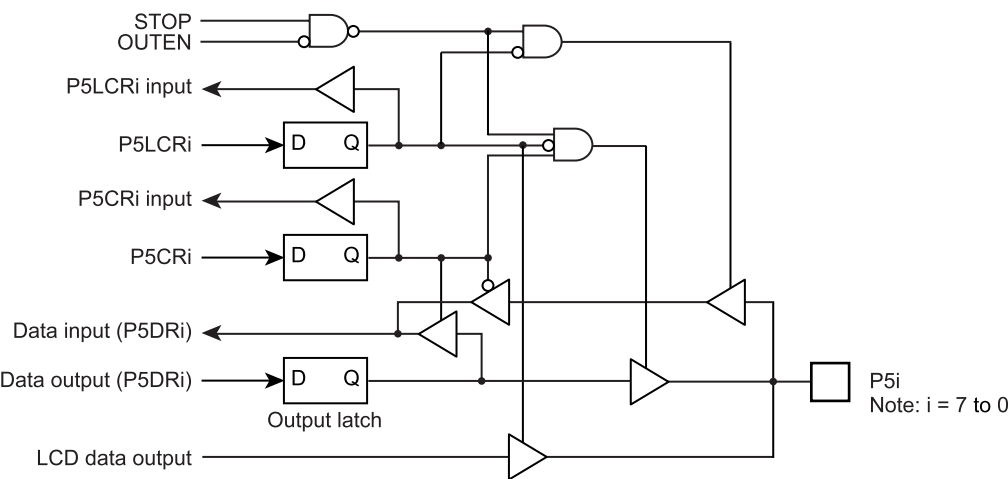 STOP
OUTEN
P5LCRi input
P5LCRi
D Q
P5CRi input
P5CRi
D Q
Data input (P5DRi)
Data output (P5DRi)
D Q
Output latch
P5i
Note: i = 7 to 0
LCD data output